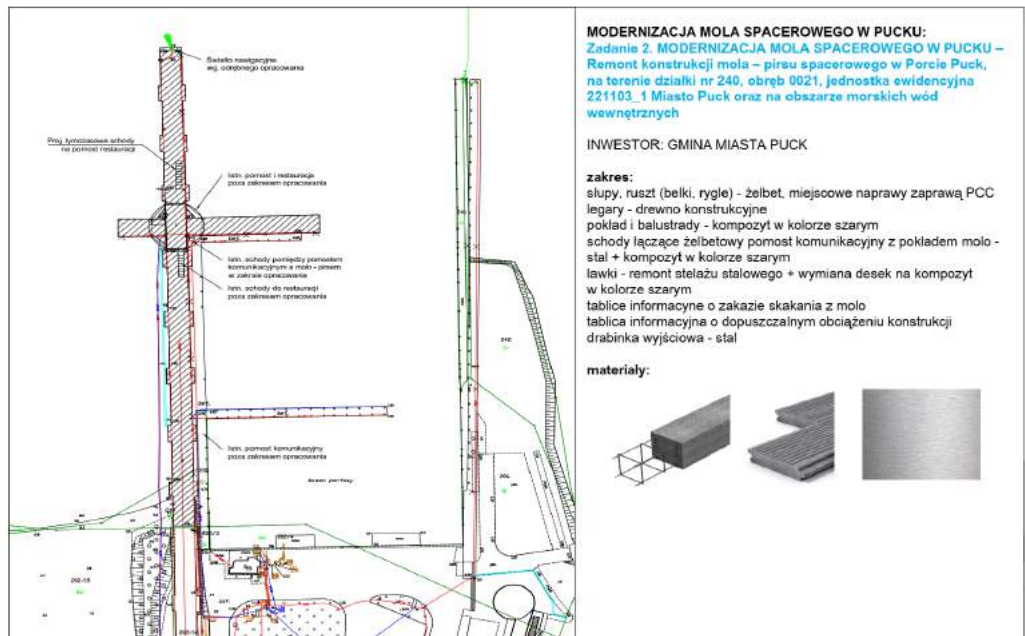 Światło nawigacyjne
wg. odrębnego opracowania
Proj. tymczasowe schody
na pomost restauracji
Istn. pomost i restauracja
poza zakresem opracowania
Istn. schody pomiędzy pomostem
komunikacyjnym a molo - pirsem
w zakresie opracowania
Istn. schody do restauracji
poza zakresem opracowania
Istn. pomost komunikacyjny
poza zakresem opracowania
Basen portowy
MODERNIZACJA MOLA SPACEROWEGO W PUCKU:
Zadanie 2. MODERNIZACJA MOLA SPACEROWEGO W PUCKU –
Remont konstrukcji mola – pirsu spacerowego w Porcie Puck,
na terenie działki nr 240, obręb 0021, jednostka ewidencyjna
221103_1 Miasto Puck oraz na obszarze morskich wód
wewnętrznych
INWESTOR: GMINA MIASTA PUCK
zakres:
słupy, ruszt (belki, rygle) - żelbet, miejscowe naprawy zaprawą PCC
legary - drewno konstrukcyjne
pokład i balustrady - kompozyt w kolorze szarym
schody łączące żelbetowy pomost komunikacyjny z pokładem molo -
stal + kompozyt w kolorze szarym
ławki - remont stelażu stalowego + wymiana desek na kompozyt
w kolorze szarym
tablice informacyne o zakazie skakania z molo
tablica informacyjna o dopuszczalnym obciążeniu konstrukcji
drabinka wyjściowa - stal
materiały: